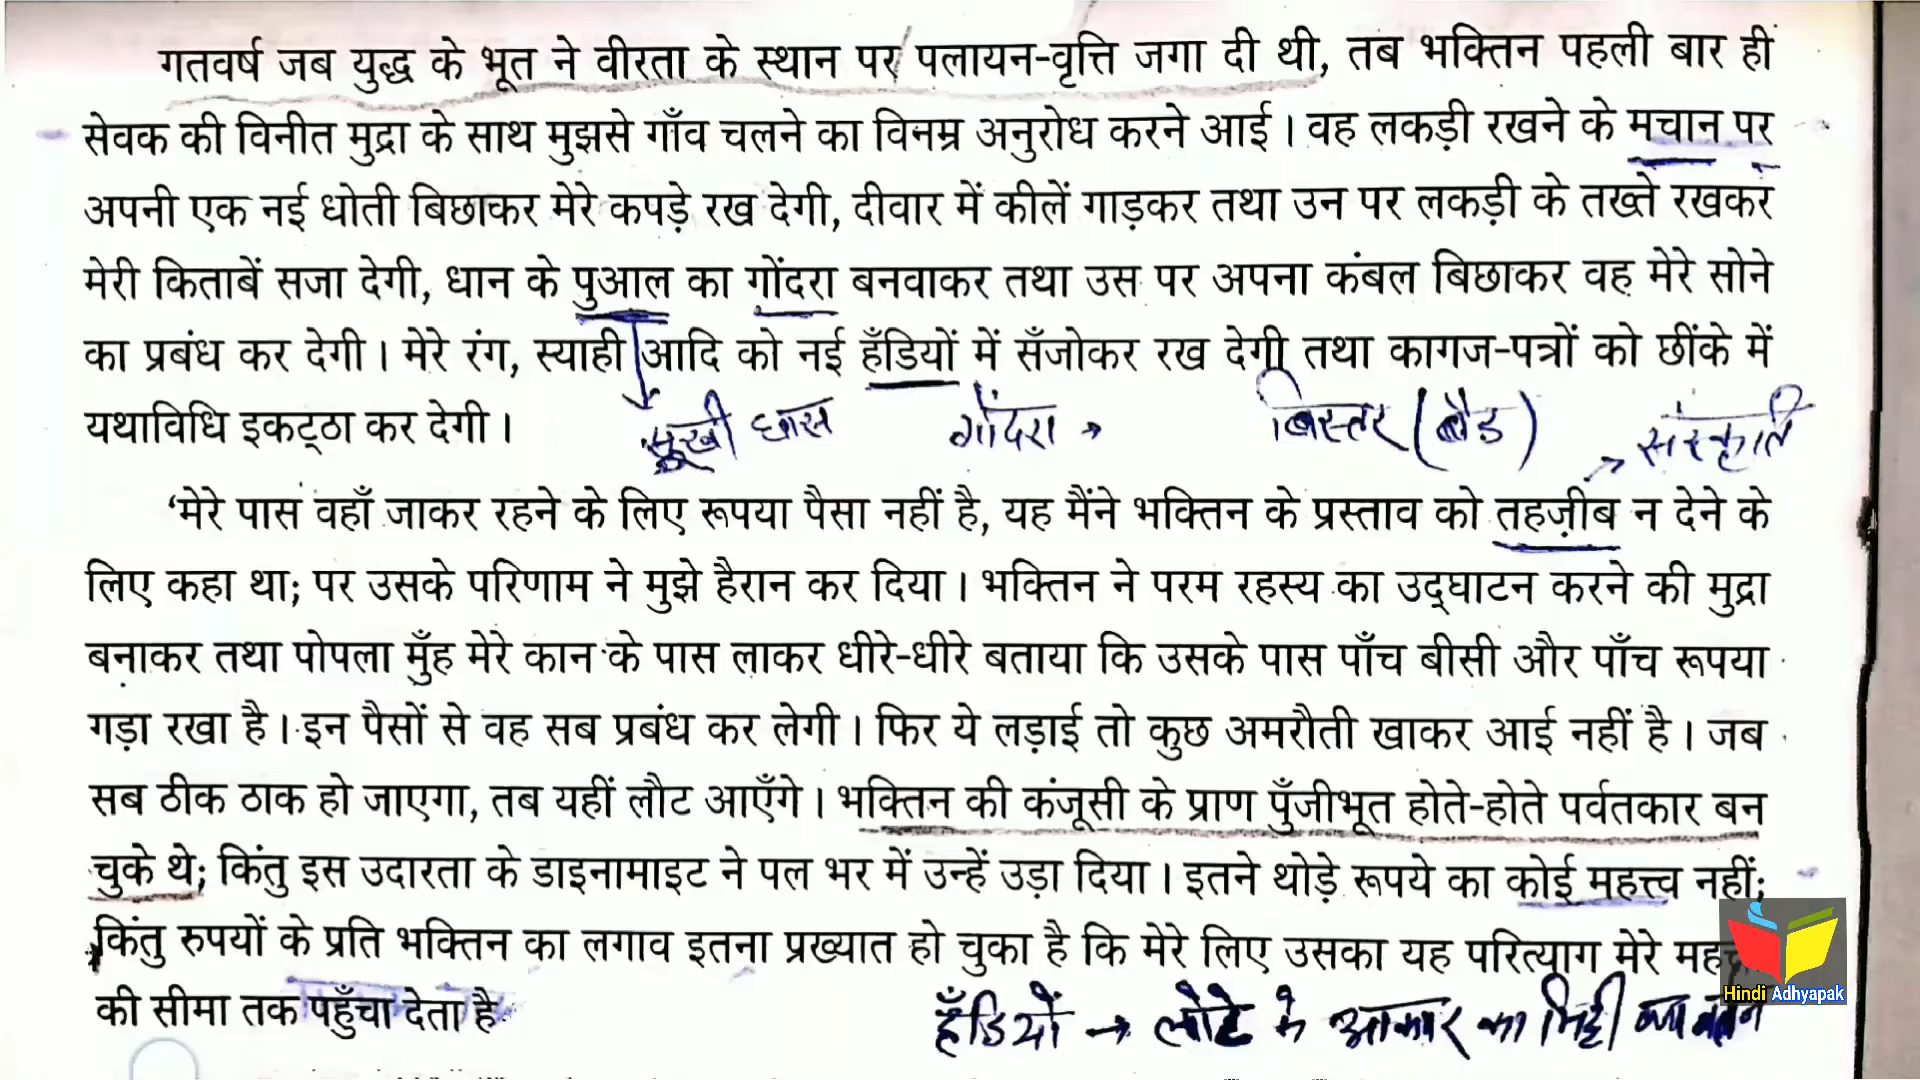 गतवर्ष जब युद्ध के भूत ने वीरता के स्थान पर पलायन-वृत्ति जगा दी थी, तब भक्तिन पहली बार ही
सेवक की विनीत मुद्रा के साथ मुझसे गाँव चलने का विनम्र अनुरोध करने आई। वह लकड़ी रखने के मचान पर
अपनी एक नई धोती बिछाकर मेरे कपड़े रख देगी, दीवार में कीलें गाड़कर तथा उन पर लकड़ी के तख्ते रखकर
मेरी किताबें सजा देगी, धान के पुआल का गोंदरा बनवाकर तथा उस पर अपना कंबल बिछाकर वह मेरे सोने
का प्रबंध कर देगी। मेरे रंग, स्याही आदि को नई हँडियों में सँजोकर रख देगी तथा कागज-पत्रों को छींके में
यथाविधि इकट्ठा कर देगी।
सूखी घास गोंदरा → बिस्तर (बैड) → संस्कृति
‘मेरे पास वहाँ जाकर रहने के लिए रूपया पैसा नहीं है, यह मैंने भक्तिन के प्रस्ताव को तहज़ीब न देने के
लिए कहा था; पर उसके परिणाम ने मुझे हैरान कर दिया। भक्तिन ने परम रहस्य का उद्घाटन करने की मुद्रा
बनाकर तथा पोपला मुँह मेरे कान के पास लाकर धीरे-धीरे बताया कि उसके पास पाँच बीसी और पाँच रूपया
गड़ा रखा है। इन पैसों से वह सब प्रबंध कर लेगी। फिर ये लड़ाई तो कुछ अमरौती खाकर आई नहीं है। जब
सब ठीक ठाक हो जाएगा, तब यहीं लौट आएँगे। भक्तिन की कंजूसी के प्राण पुँजीभूत होते-होते पर्वतकार बन
चुके थे; किंतु इस उदारता के डाइनामाइट ने पल भर में उन्हें उड़ा दिया। इतने थोड़े रूपये का कोई महत्त्व नहीं;
किंतु रुपयों के प्रति भक्तिन का लगाव इतना प्रख्यात हो चुका है कि मेरे लिए उसका यह परित्याग मेरे
की सीमा तक पहुँचा देता है
हँडियों → लोटे के आकार का मिट्टी का बर्तन
Hindi Adhyapak